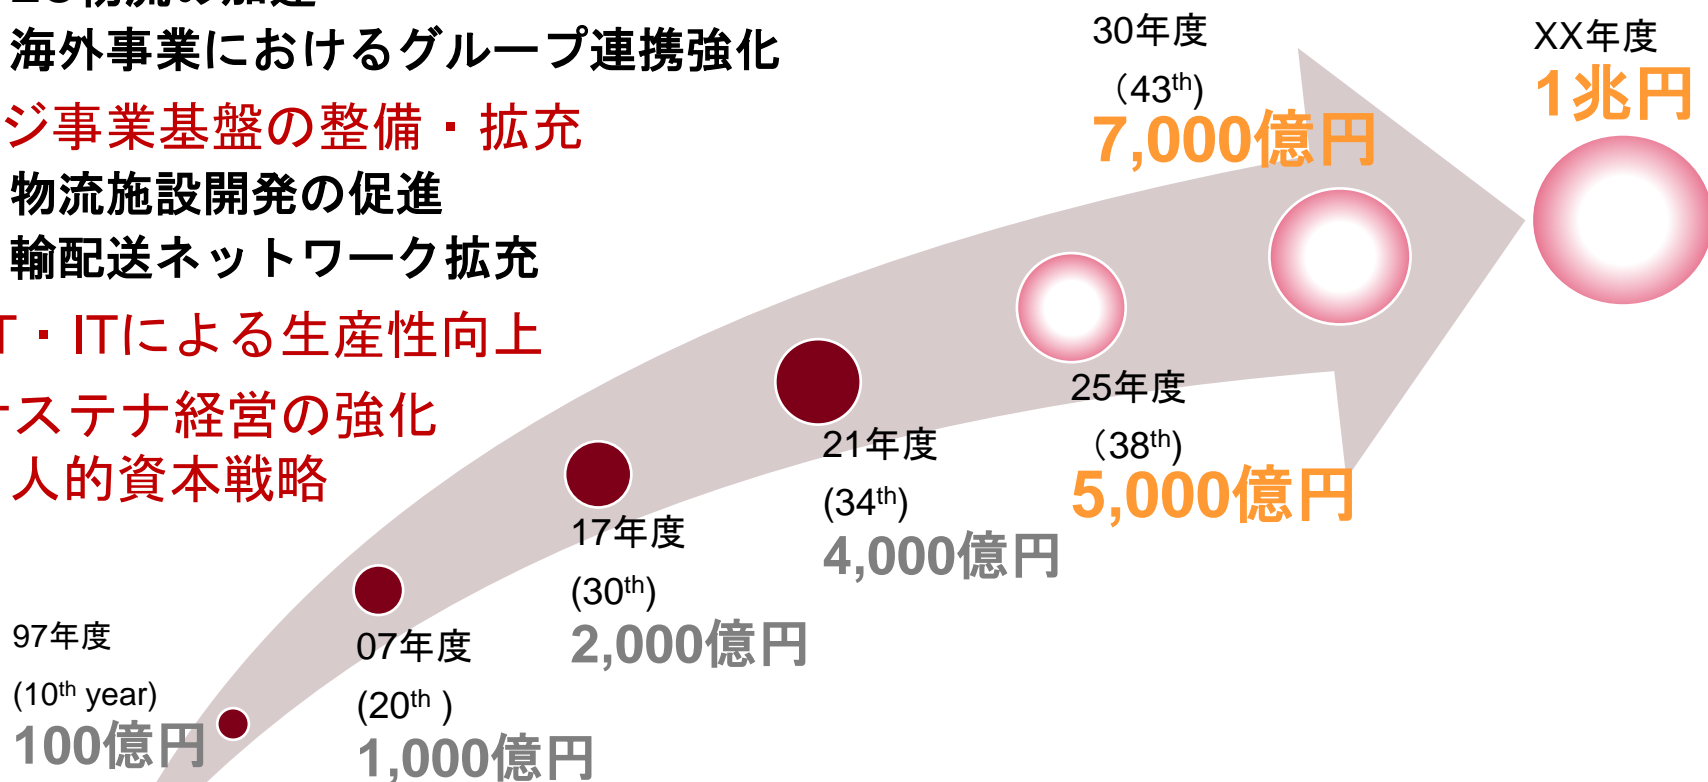 海外事業におけるグループ連携強化
ジ事業基盤の整備・拡充
物流施設開発の促進
輸配送ネットワーク拡充
T・ITによる生産性向上
サステナ経営の強化
人的資本戦略
97年度
(10th year)
100億円
07年度
(20th )
1,000億円
17年度
(30th)
2,000億円
21年度
(34th)
4,000億円
25年度
（38th)
5,000億円
30年度
（43th)
7,000億円
XX年度
1兆円